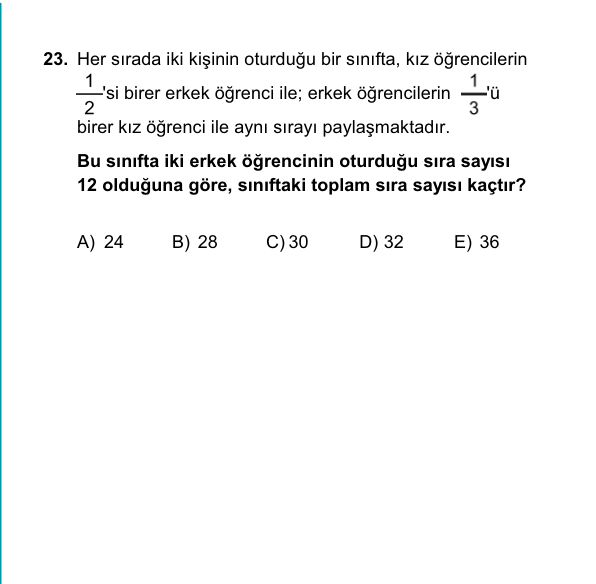 23. Her sırada iki kişinin oturduğu bir sınıfta, kız öğrencilerin
1/2'si birer erkek öğrenci ile; erkek öğrencilerin 1/3'ü
birer kız öğrenci ile aynı sırayı paylaşmaktadır.
Bu sınıfta iki erkek öğrencinin oturduğu sıra sayısı
12 olduğuna göre, sınıftaki toplam sıra sayısı kaçtır?
A) 24 B) 28 C) 30 D) 32 E) 36